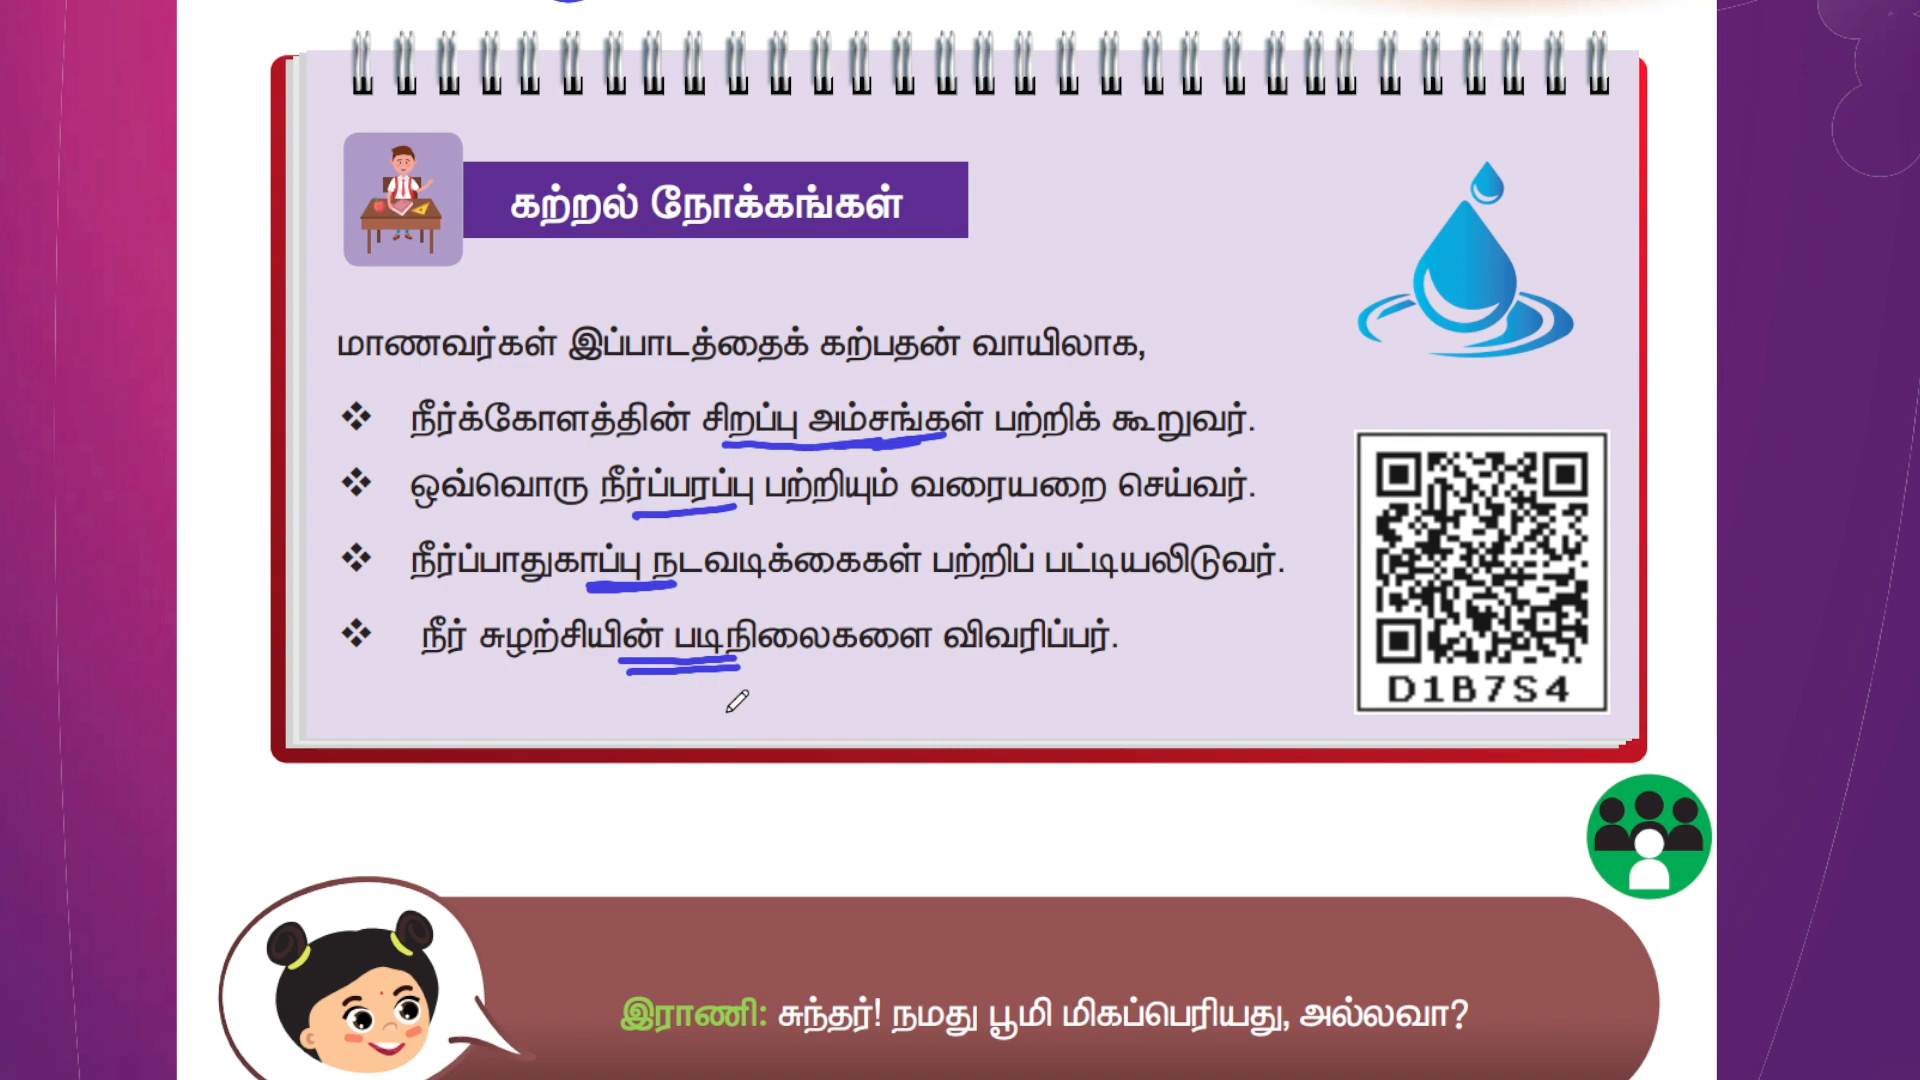 கற்றல் நோக்கங்கள்
மாணவர்கள் இப்பாடத்தைக் கற்பதன் வாயிலாக,
❖ நீர்க்கோளத்தின் சிறப்பு அம்சங்கள் பற்றிக் கூறுவர்.
❖ ஒவ்வொரு நீர்ப்பரப்பு பற்றியும் வரையறை செய்வர்.
❖ நீர்ப்பாதுகாப்பு நடவடிக்கைகள் பற்றிப் பட்டியலிடுவர்.
❖ நீர் சுழற்சியின் படிநிலைகளை விவரிப்பர்.
D1B7S4
இராணி: சுந்தர்! நமது பூமி மிகப்பெரியது, அல்லவா?